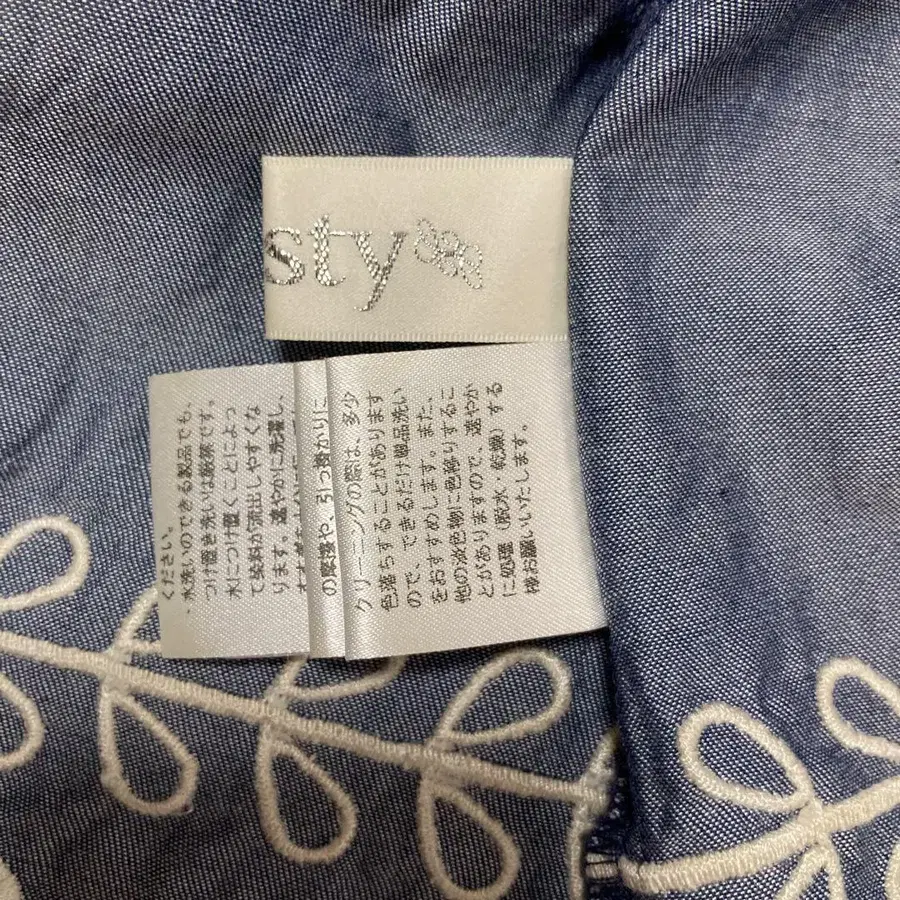 sty
ください。
・水洗いのできる製品でも、
つけ置き洗いは厳禁です。
水につけ置くことによっ
て染料が流出しやすくな
ります。速やかに洗濯し、
の摩擦や、引っ掛かりに
クリーニングの際は、多少
色落ちすることがあります
ので、できるだけ製品洗い
をおすすめします。また、
他の淡色物に色移りするこ
とがありますので、速やか
に処理（脱水・乾燥）する
様お願いいたします。